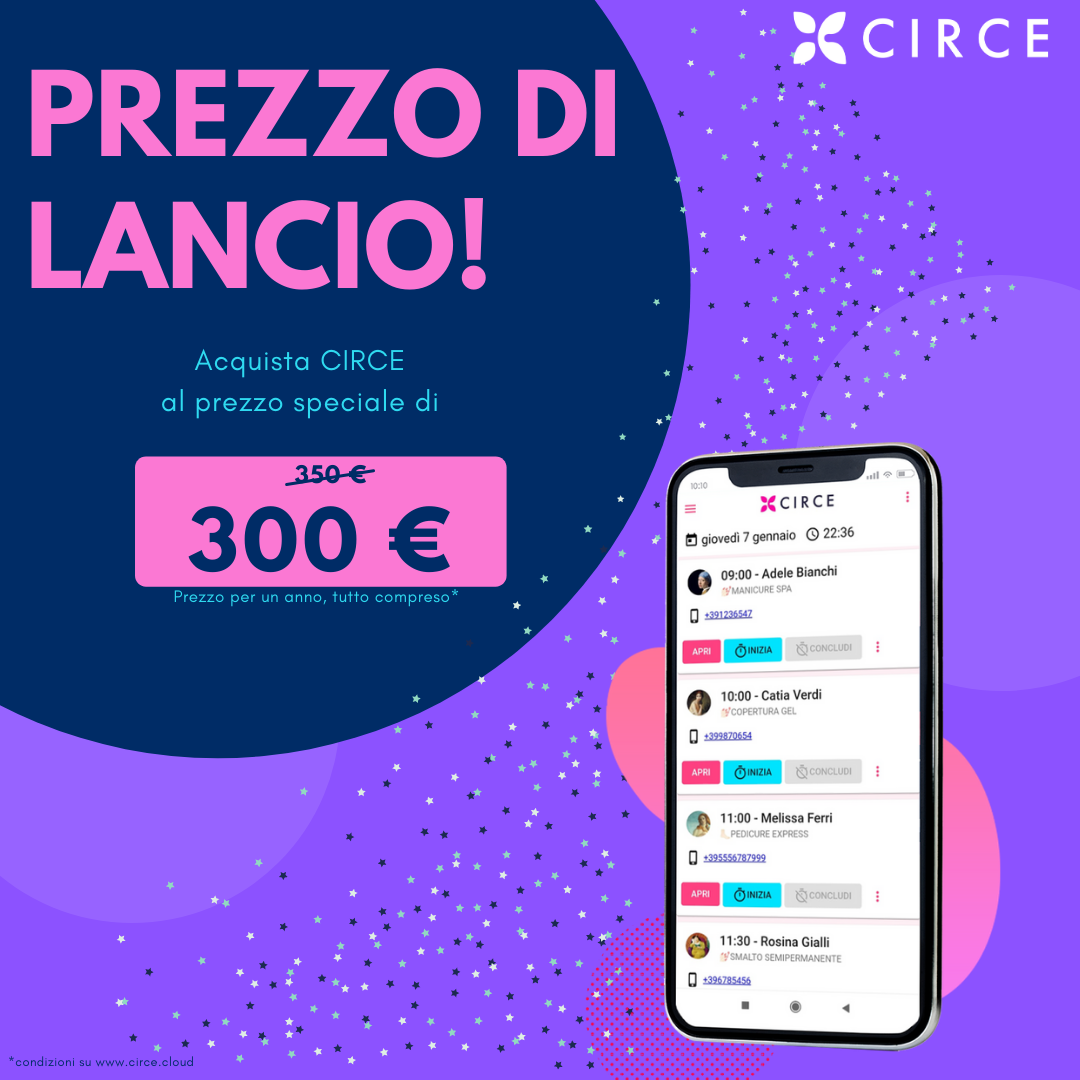 CIRCE
PREZZO DI
LANCIO!
Acquista CIRCE
al prezzo speciale di
350 €
300 €
Prezzo per un anno, tutto compreso*
10:10
CIRCE
giovedì 7 gennaio 22:36
09:00 - Adele Bianchi
MANICURE SPA
+391236547
APRI INIZIA CONCLUDI
10:00 - Catia Verdi
COPERTURA GEL
+399870654
APRI INIZIA CONCLUDI
11:00 - Melissa Ferri
PEDICURE EXPRESS
+395556787999
APRI INIZIA CONCLUDI
11:30 - Rosina Gialli
SMALTO SEMIPERMANENTE
+396785456
*condizioni su www.circe.cloud